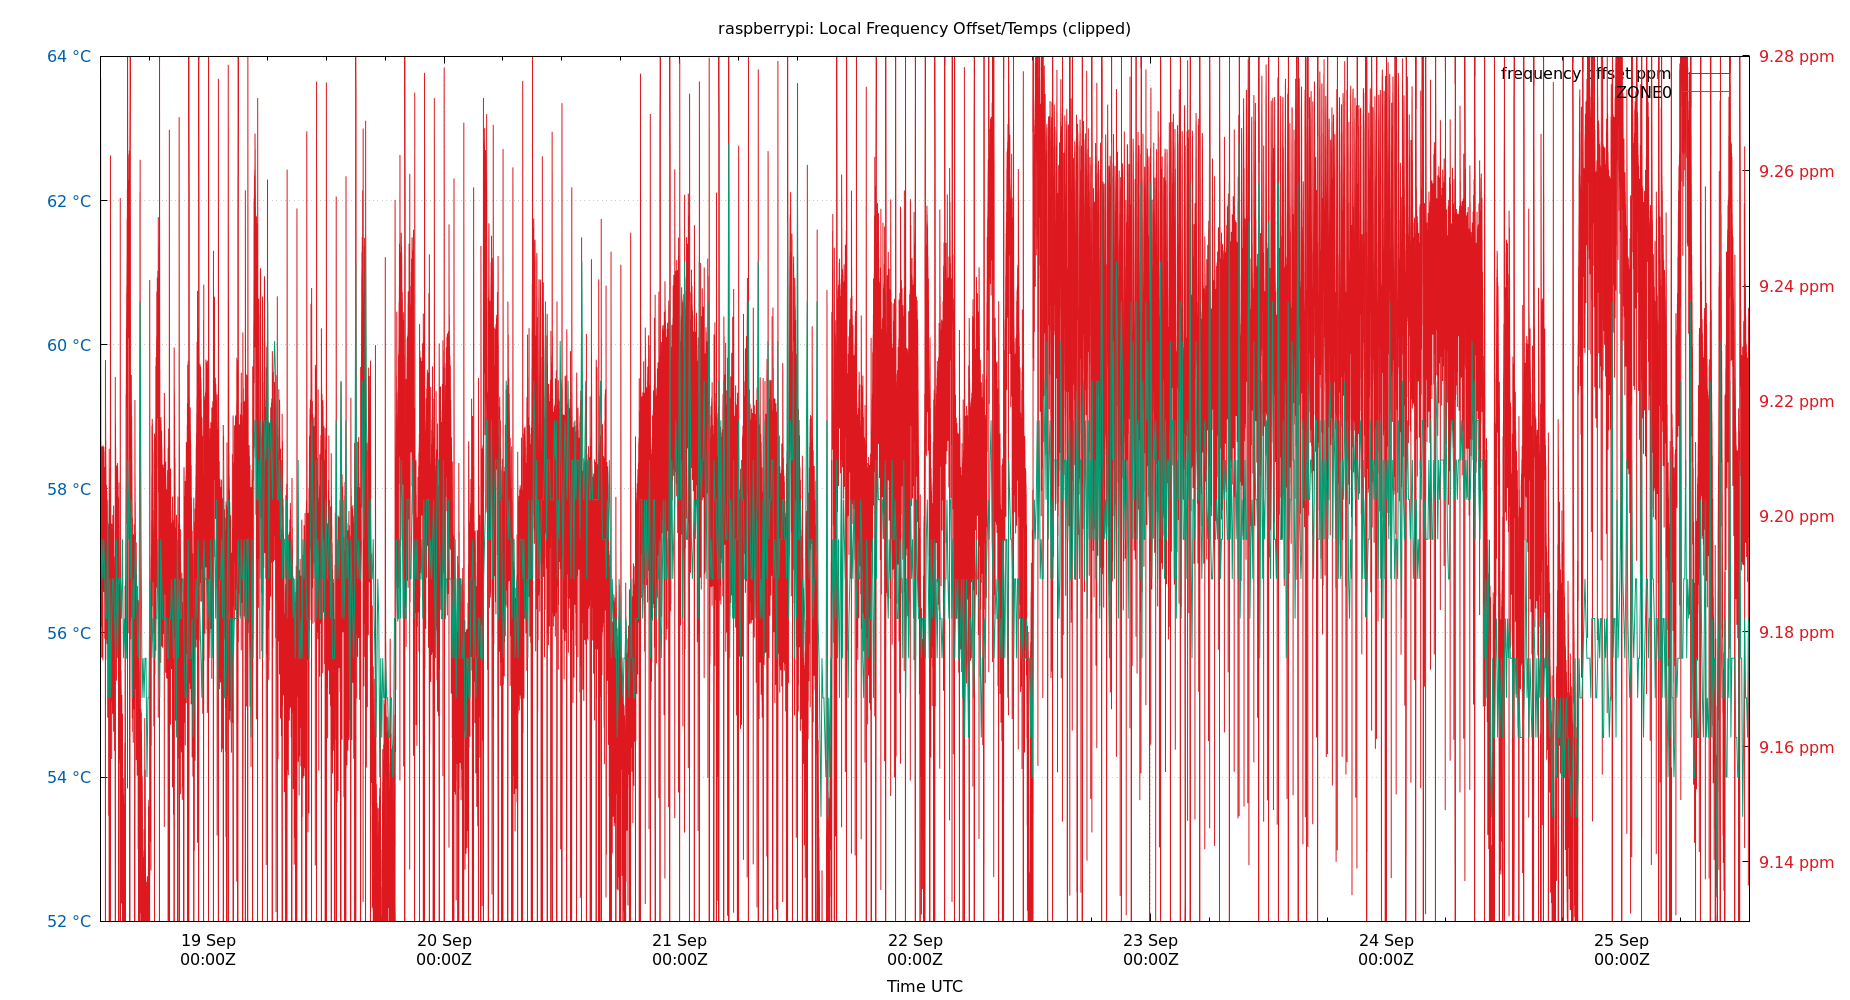 raspberrypi: Local Frequency Offset/Temps (clipped)
64 °C
62 °C
60 °C
58 °C
56 °C
54 °C
52 °C
9.28 ppm
9.26 ppm
9.24 ppm
9.22 ppm
9.20 ppm
9.18 ppm
9.16 ppm
9.14 ppm
frequency offset ppm
ZONE0
19 Sep
00:00Z
20 Sep
00:00Z
21 Sep
00:00Z
22 Sep
00:00Z
23 Sep
00:00Z
24 Sep
00:00Z
25 Sep
00:00Z
Time UTC